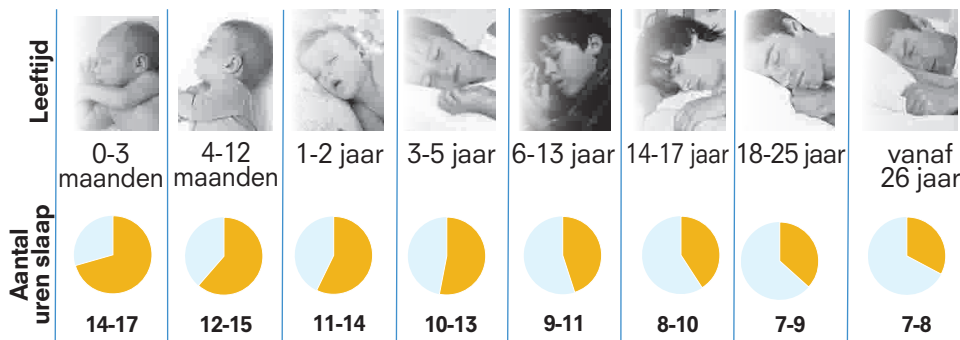 Leeftijd
0-3
maanden
4-12
maanden
1-2 jaar
3-5 jaar
6-13 jaar
14-17 jaar
18-25 jaar
vanaf
26 jaar
Aantal
uren slaap
14-17
12-15
11-14
10-13
9-11
8-10
7-9
7-8